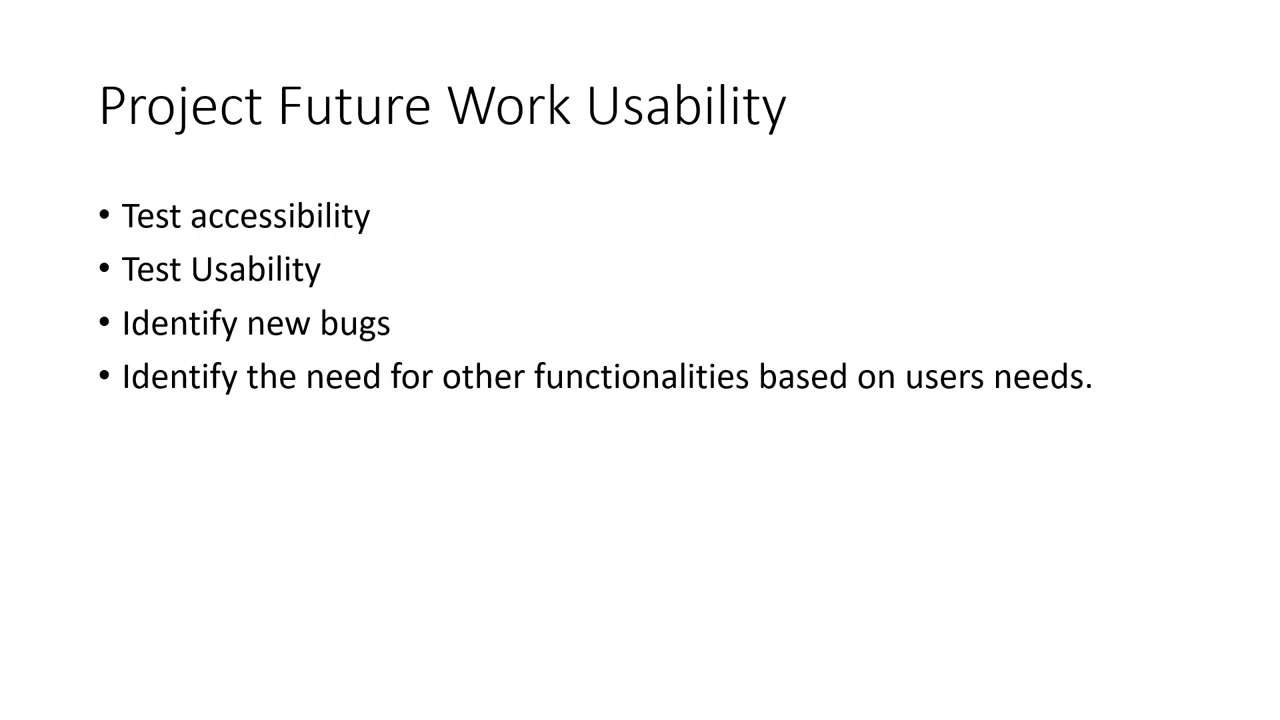 Project Future Work Usability
• Test accessibility
• Test Usability
• Identify new bugs
• Identify the need for other functionalities based on users needs.